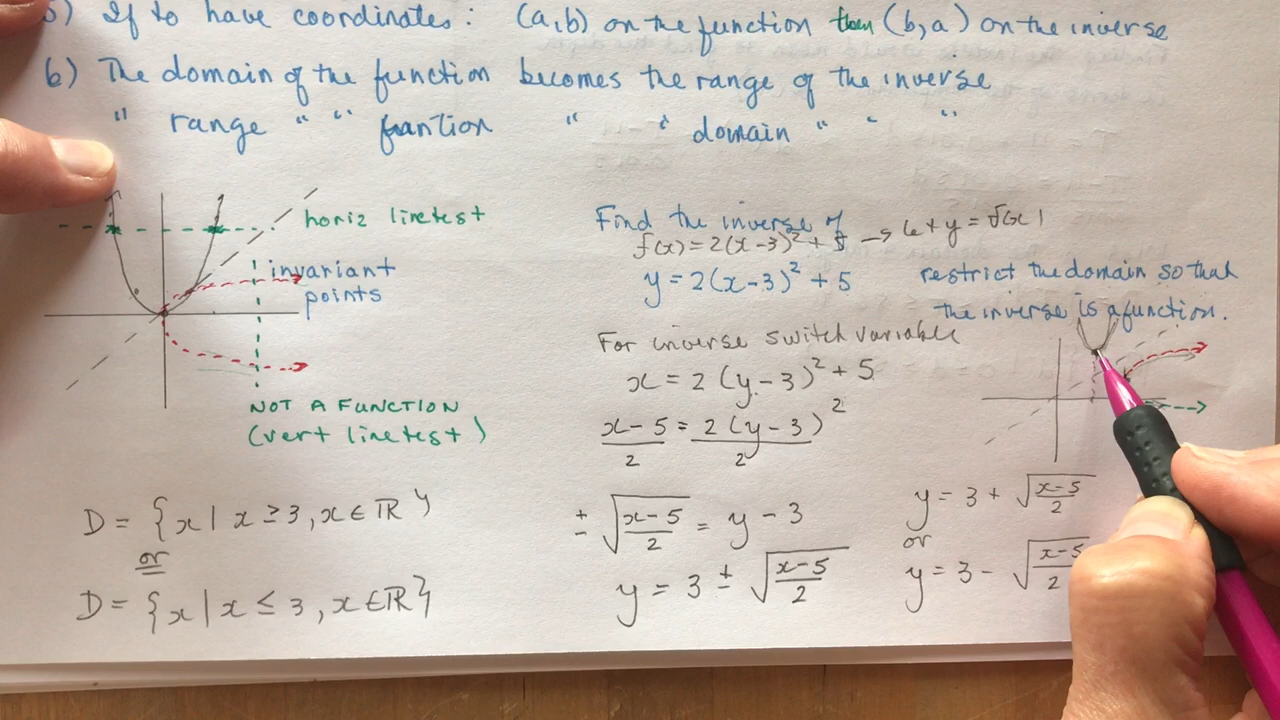 5) If to have coordinates: (a,b) on the function then (b,a) on the inverse
6) The domain of the function becomes the range of the inverse
" range " " function " " domain " " "
horiz line test
invariant
points
NOT A FUNCTION
(vert line test)
D = {x | x ≥ 3, x ∈ ℝ}
or
D = {x | x ≤ 3, x ∈ ℝ}
Find the inverse of
f(x) = 2(x-3)² + 5 → let y = f(x)
y = 2(x-3)² + 5
For inverse switch variable
x = 2(y-3)² + 5
x-5 = 2(y-3)²
2 2
± √x-5/2 = y - 3
y = 3 ± √x-5/2
restrict the domain so that
the inverse is a function.
y = 3 + √x-5/2
or
y = 3 - √x-5/2